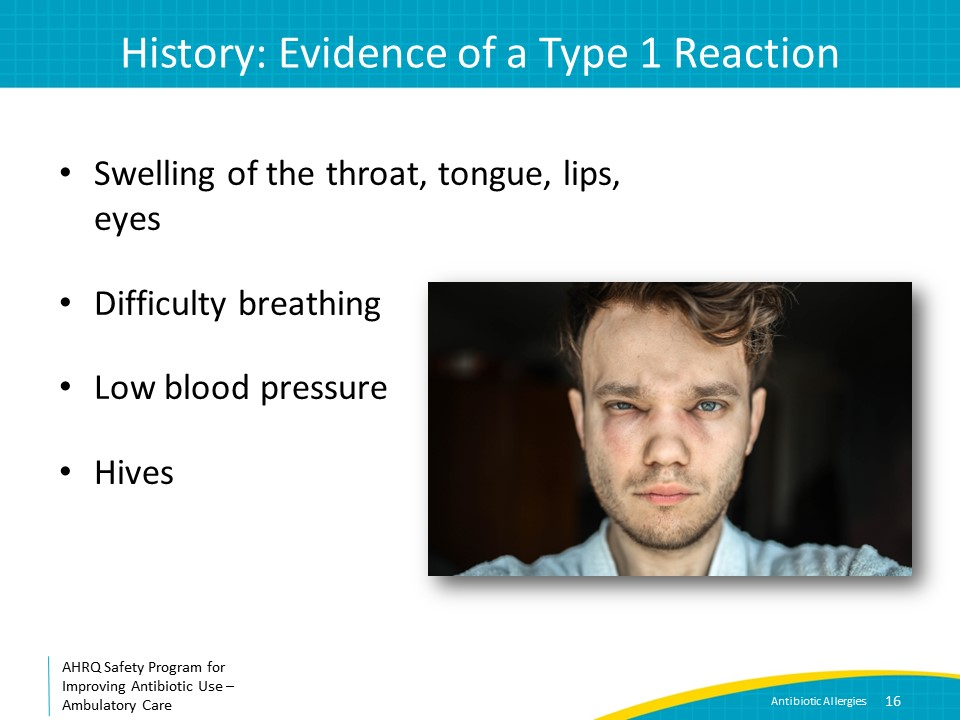 History: Evidence of a Type 1 Reaction
• Swelling of the throat, tongue, lips,
eyes
• Difficulty breathing
• Low blood pressure
• Hives
AHRQ Safety Program for
Improving Antibiotic Use –
Ambulatory Care
Antibiotic Allergies 16